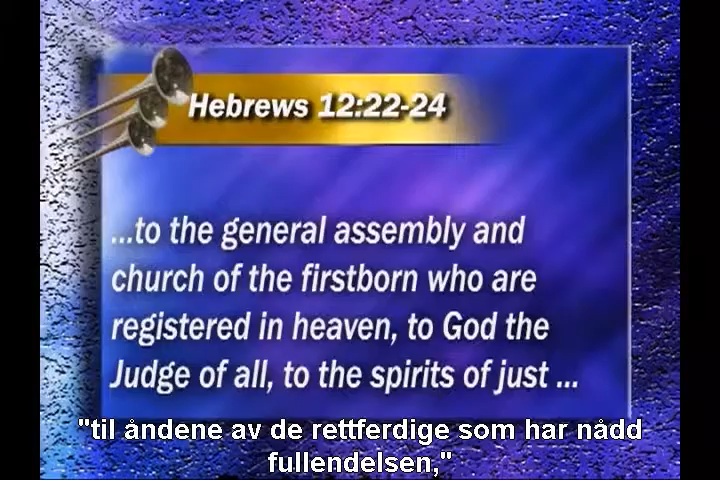 Hebrews 12:22-24
...to the general assembly and
church of the firstborn who are
registered in heaven, to God the
Judge of all, to the spirits of just ...
"til åndene av de rettferdige som har nådd
fullendelsen,"